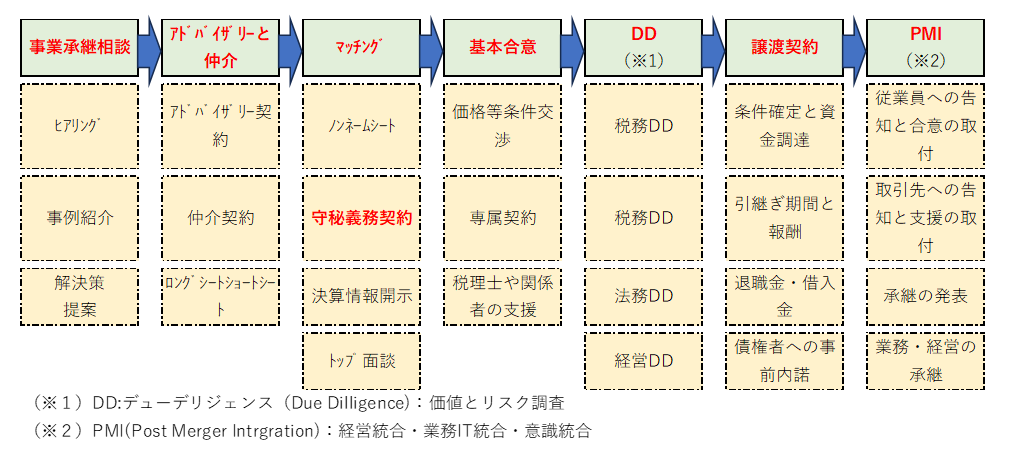 事業承継相談
ｱﾄﾞﾊﾞｲｻﾞﾘｰと
仲介
ﾏｯﾁﾝｸﾞ
基本合意
DD
（※1）
譲渡契約
PMI
（※2）
ﾋｱﾘﾝｸﾞ
ｱﾄﾞﾊﾞｲｻﾞﾘｰ契
約
ﾉﾝﾈｰﾑｼｰﾄ
価格等条件交
渉
税務DD
条件確定と資
金調達
従業員への告
知と合意の取
付
事例紹介
仲介契約
守秘義務契約
専属契約
税務DD
引継ぎ期間と
報酬
取引先への告
知と支援の取
付
解決策
提案
ﾛﾝｸﾞｼｰﾄｼｮｰﾄｼｰ
ﾄ
決算情報開示
税理士や関係
者の支援
法務DD
退職金・借入
金
承継の発表
ﾄｯﾌﾟ面談
経営DD
債権者への事
前内諾
業務・経営の
承継
（※１）DD:デューデリジェンス（Due Dilligence)：価値とリスク調査
（※２）PMI(Post Merger Intrgration)：経営統合・業務IT統合・意識統合